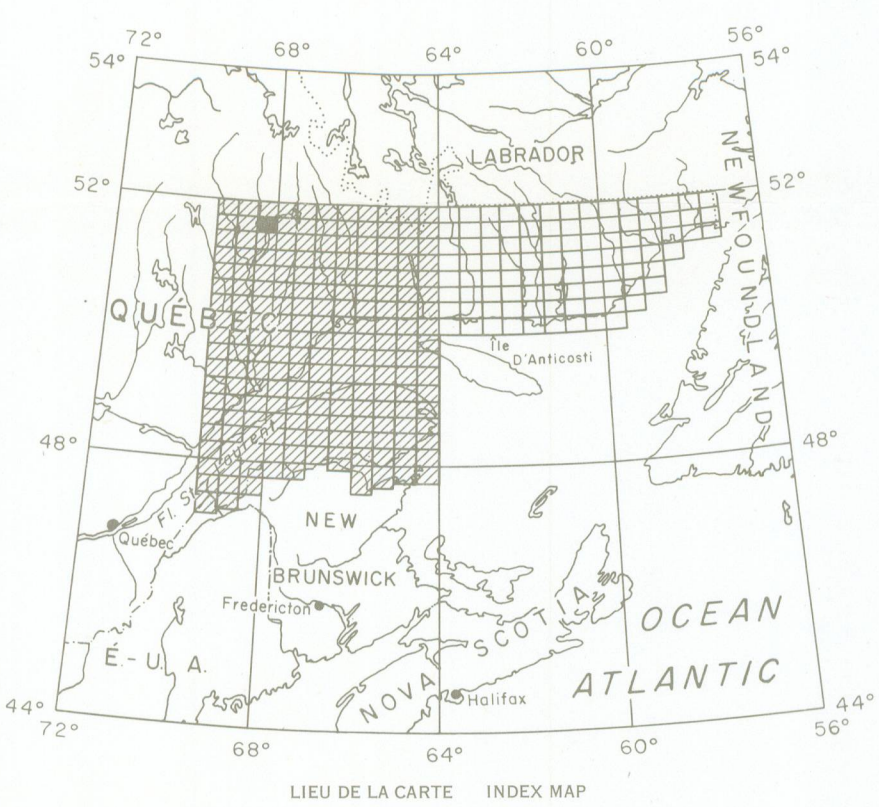 72° 68° 64° 60° 56°
54° 54°
LABRADOR
52° 52°
NEWFOUNDLAND
QUÉBEC
Île
D'Anticosti
48° 48°
Fl. St. Laurent
Québec
NEW
BRUNSWICK
Fredericton
NOVA SCOTIA
OCEAN
ATLANTIC
É.-U. A.
Halifax
44° 44°
72° 68° 64° 60° 56°
LIEU DE LA CARTE INDEX MAP